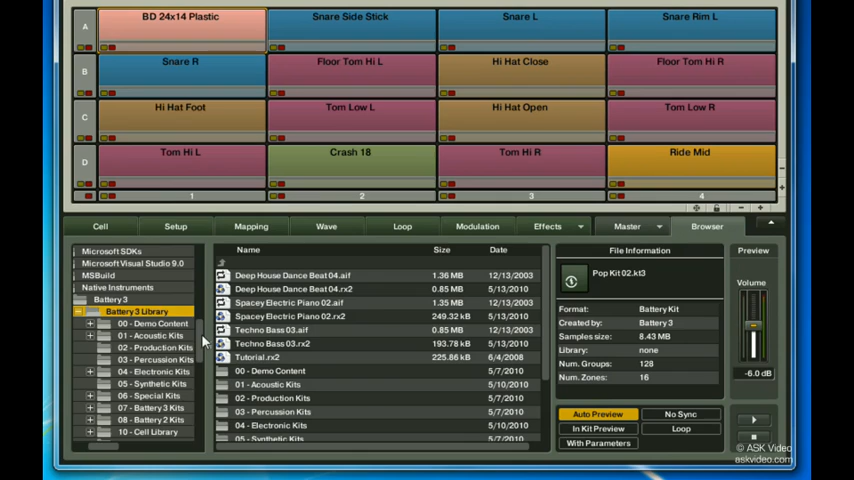 A
BD 24x14 Plastic
Snare Side Stick
Snare L
Snare Rim L
B
Snare R
Floor Tom Hi L
Hi Hat Close
Floor Tom Hi R
C
Hi Hat Foot
Tom Low L
Hi Hat Open
Tom Low R
D
Tom Hi L
Crash 18
Tom Hi R
Ride Mid
1
2
3
4
Cell
Setup
Mapping
Wave
Loop
Modulation
Effects
Master
Browser
Microsoft SDKs
Microsoft Visual Studio 9.0
MSBuild
Native Instruments
Battery 3
Battery 3 Library
00 - Demo Content
01 - Acoustic Kits
02 - Production Kits
03 - Percussion Kits
04 - Electronic Kits
05 - Synthetic Kits
06 - Special Kits
07 - Battery 3 Kits
08 - Battery 2 Kits
10 - Cell Library
Name Size Date
Deep House Dance Beat 04.aif 1.36 MB 12/13/2003
Deep House Dance Beat 04.rx2 0.85 MB 5/13/2010
Spacey Electric Piano 02.aif 1.35 MB 12/13/2003
Spacey Electric Piano 02.rx2 249.32 kB 5/13/2010
Techno Bass 03.aif 0.85 MB 12/13/2003
Techno Bass 03.rx2 193.78 kB 5/13/2010
Tutorial.rx2 225.86 kB 6/4/2008
00 - Demo Content 5/7/2010
01 - Acoustic Kits 5/10/2010
02 - Production Kits 5/7/2010
03 - Percussion Kits 5/7/2010
04 - Electronic Kits 5/7/2010
05 - Synthetic Kits 5/7/2010
File Information
Pop Kit 02.kt3
Format: Battery Kit
Created by: Battery 3
Samples size: 8.43 MB
Library: none
Num. Groups: 128
Num. Zones: 16
Auto Preview
No Sync
In Kit Preview
Loop
With Parameters
Preview
Volume
-6.0 dB
© ASK Video
askvideo.com